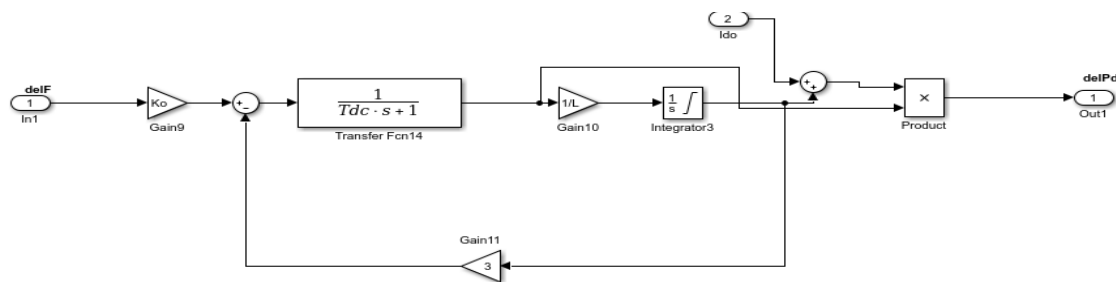 2
Ido
delF
1
In1
Ko
Gain9
+
−
1
Tdc · s + 1
Transfer Fcn14
1/L
Gain10
1
s
Integrator3
+
+
×
Product
delPd
1
Out1
Gain11
3